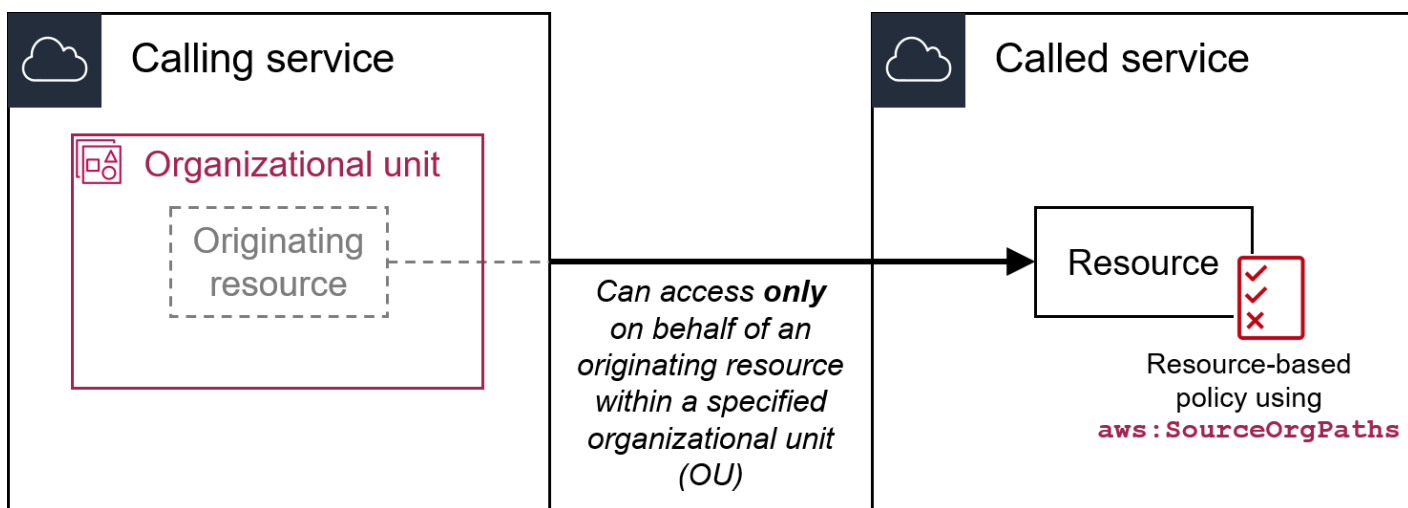 Calling service
Organizational unit
Originating
resource
Can access only
on behalf of an
originating resource
within a specified
organizational unit
(OU)
Called service
Resource
Resource-based
policy using
aws:SourceOrgPaths